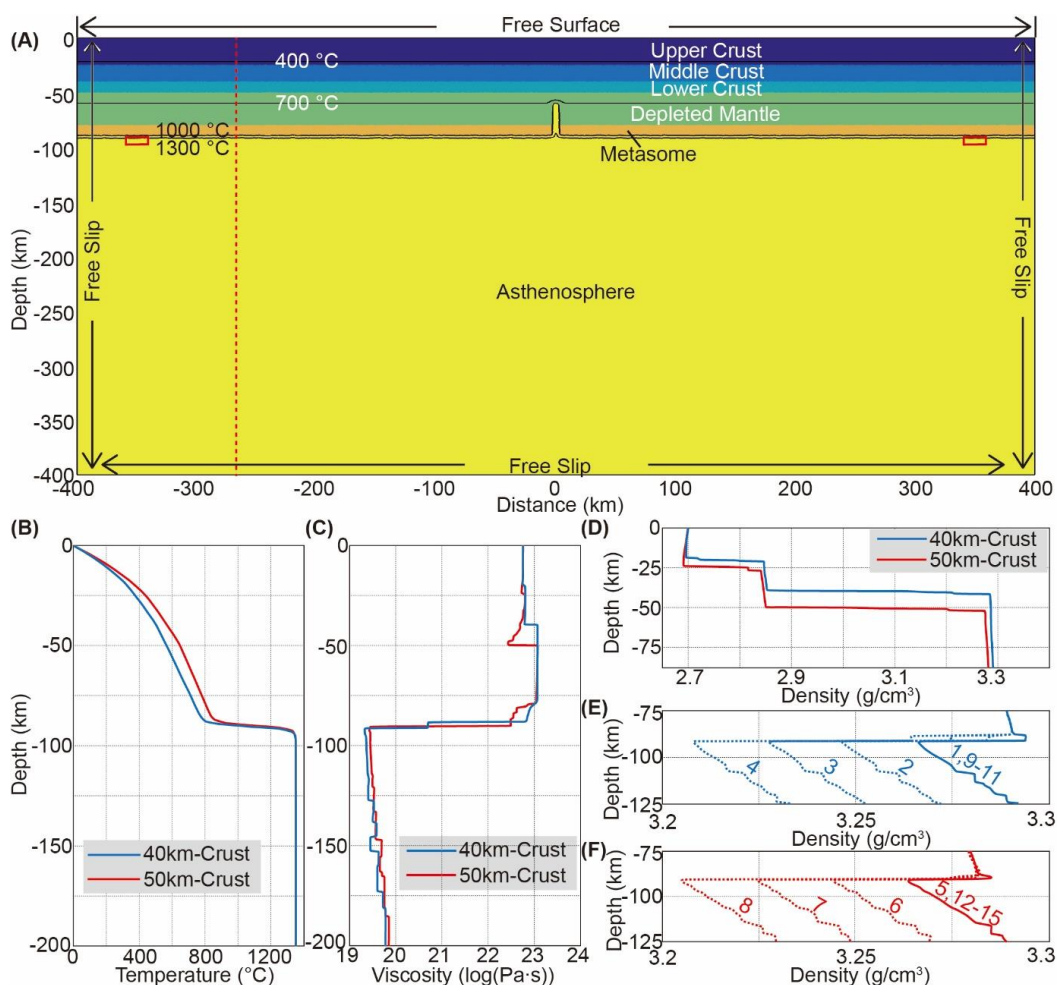 Free Surface
(A)
0
-50
-100
-150
-200
-250
-300
-350
-400
Depth (km)
Upper Crust
400 °C
Middle Crust
Lower Crust
700 °C
Depleted Mantle
1000 °C
1300 °C
Metasome
Free Slip
Free Slip
Asthenosphere
Free Slip
-400
-300
-200
-100
0
100
200
300
400
Distance (km)
(B)
0
-50
-100
-150
-200
Depth (km)
40km-Crust
50km-Crust
0
400
800
1200
Temperature (°C)
(C)
0
-50
-100
-150
-200
40km-Crust
50km-Crust
19
20
21
22
23
24
Viscosity (log(Pa·s))
(D)
0
-25
-50
-75
Depth (km)
40km-Crust
50km-Crust
2.7
2.9
3.1
3.3
Density (g/cm³)
(E)
-75
-100
-125
Depth (km)
4
3
2
1,9-11
3.2
3.25
3.3
Density (g/cm³)
(F)
-75
-100
-125
Depth (km)
8
7
6
5,12-15
3.2
3.25
3.3
Density (g/cm³)